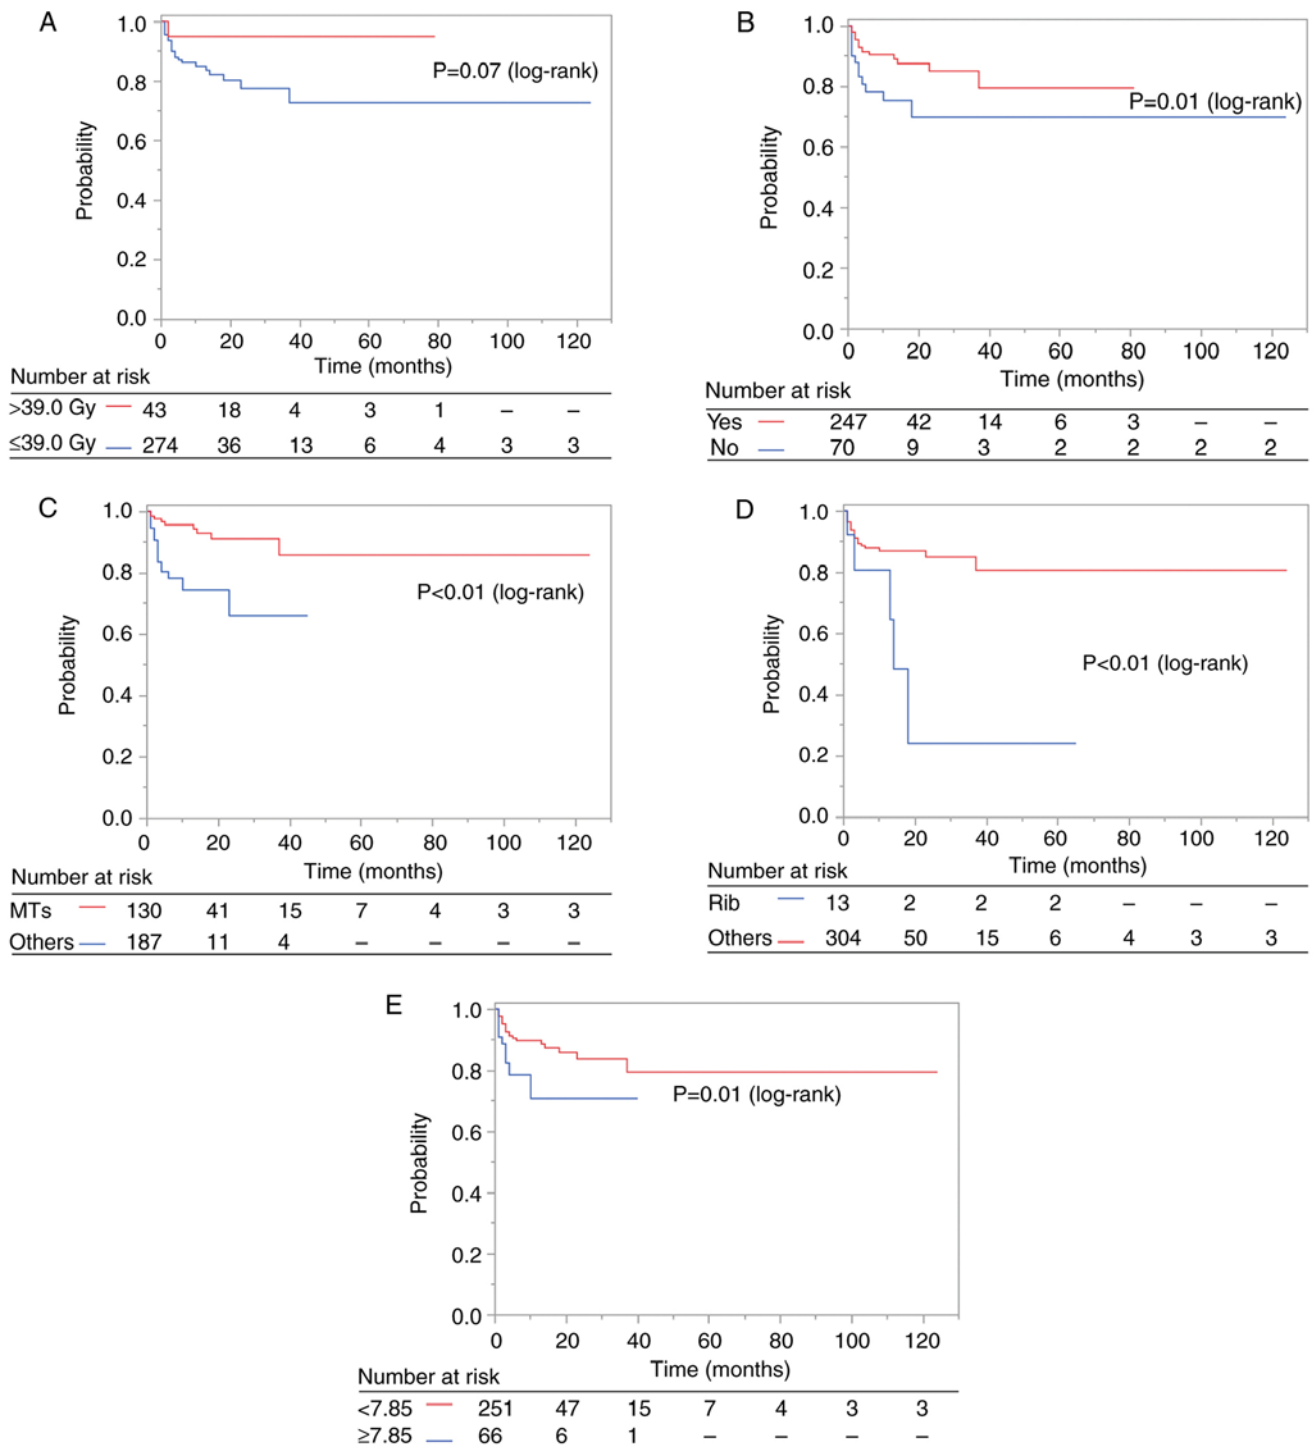 A
1.0
0.8
0.6
0.4
0.2
0.0
Probability
P=0.07 (log-rank)
0 20 40 60 80 100 120
Time (months)
Number at risk
>39.0 Gy 43 18 4 3 1 – –
≤39.0 Gy 274 36 13 6 4 3 3
B
1.0
0.8
0.6
0.4
0.2
0.0
Probability
P=0.01 (log-rank)
0 20 40 60 80 100 120
Time (months)
Number at risk
Yes 247 42 14 6 3 – –
No 70 9 3 2 2 2 2
C
1.0
0.8
0.6
0.4
0.2
0.0
Probability
P<0.01 (log-rank)
0 20 40 60 80 100 120
Time (months)
Number at risk
MTs 130 41 15 7 4 3 3
Others 187 11 4 – – – –
D
1.0
0.8
0.6
0.4
0.2
0.0
Probability
P<0.01 (log-rank)
0 20 40 60 80 100 120
Time (months)
Number at risk
Rib 13 2 2 2 – – –
Others 304 50 15 6 4 3 3
E
1.0
0.8
0.6
0.4
0.2
0.0
Probability
P=0.01 (log-rank)
0 20 40 60 80 100 120
Time (months)
Number at risk
<7.85 251 47 15 7 4 3 3
≥7.85 66 6 1 – – – –